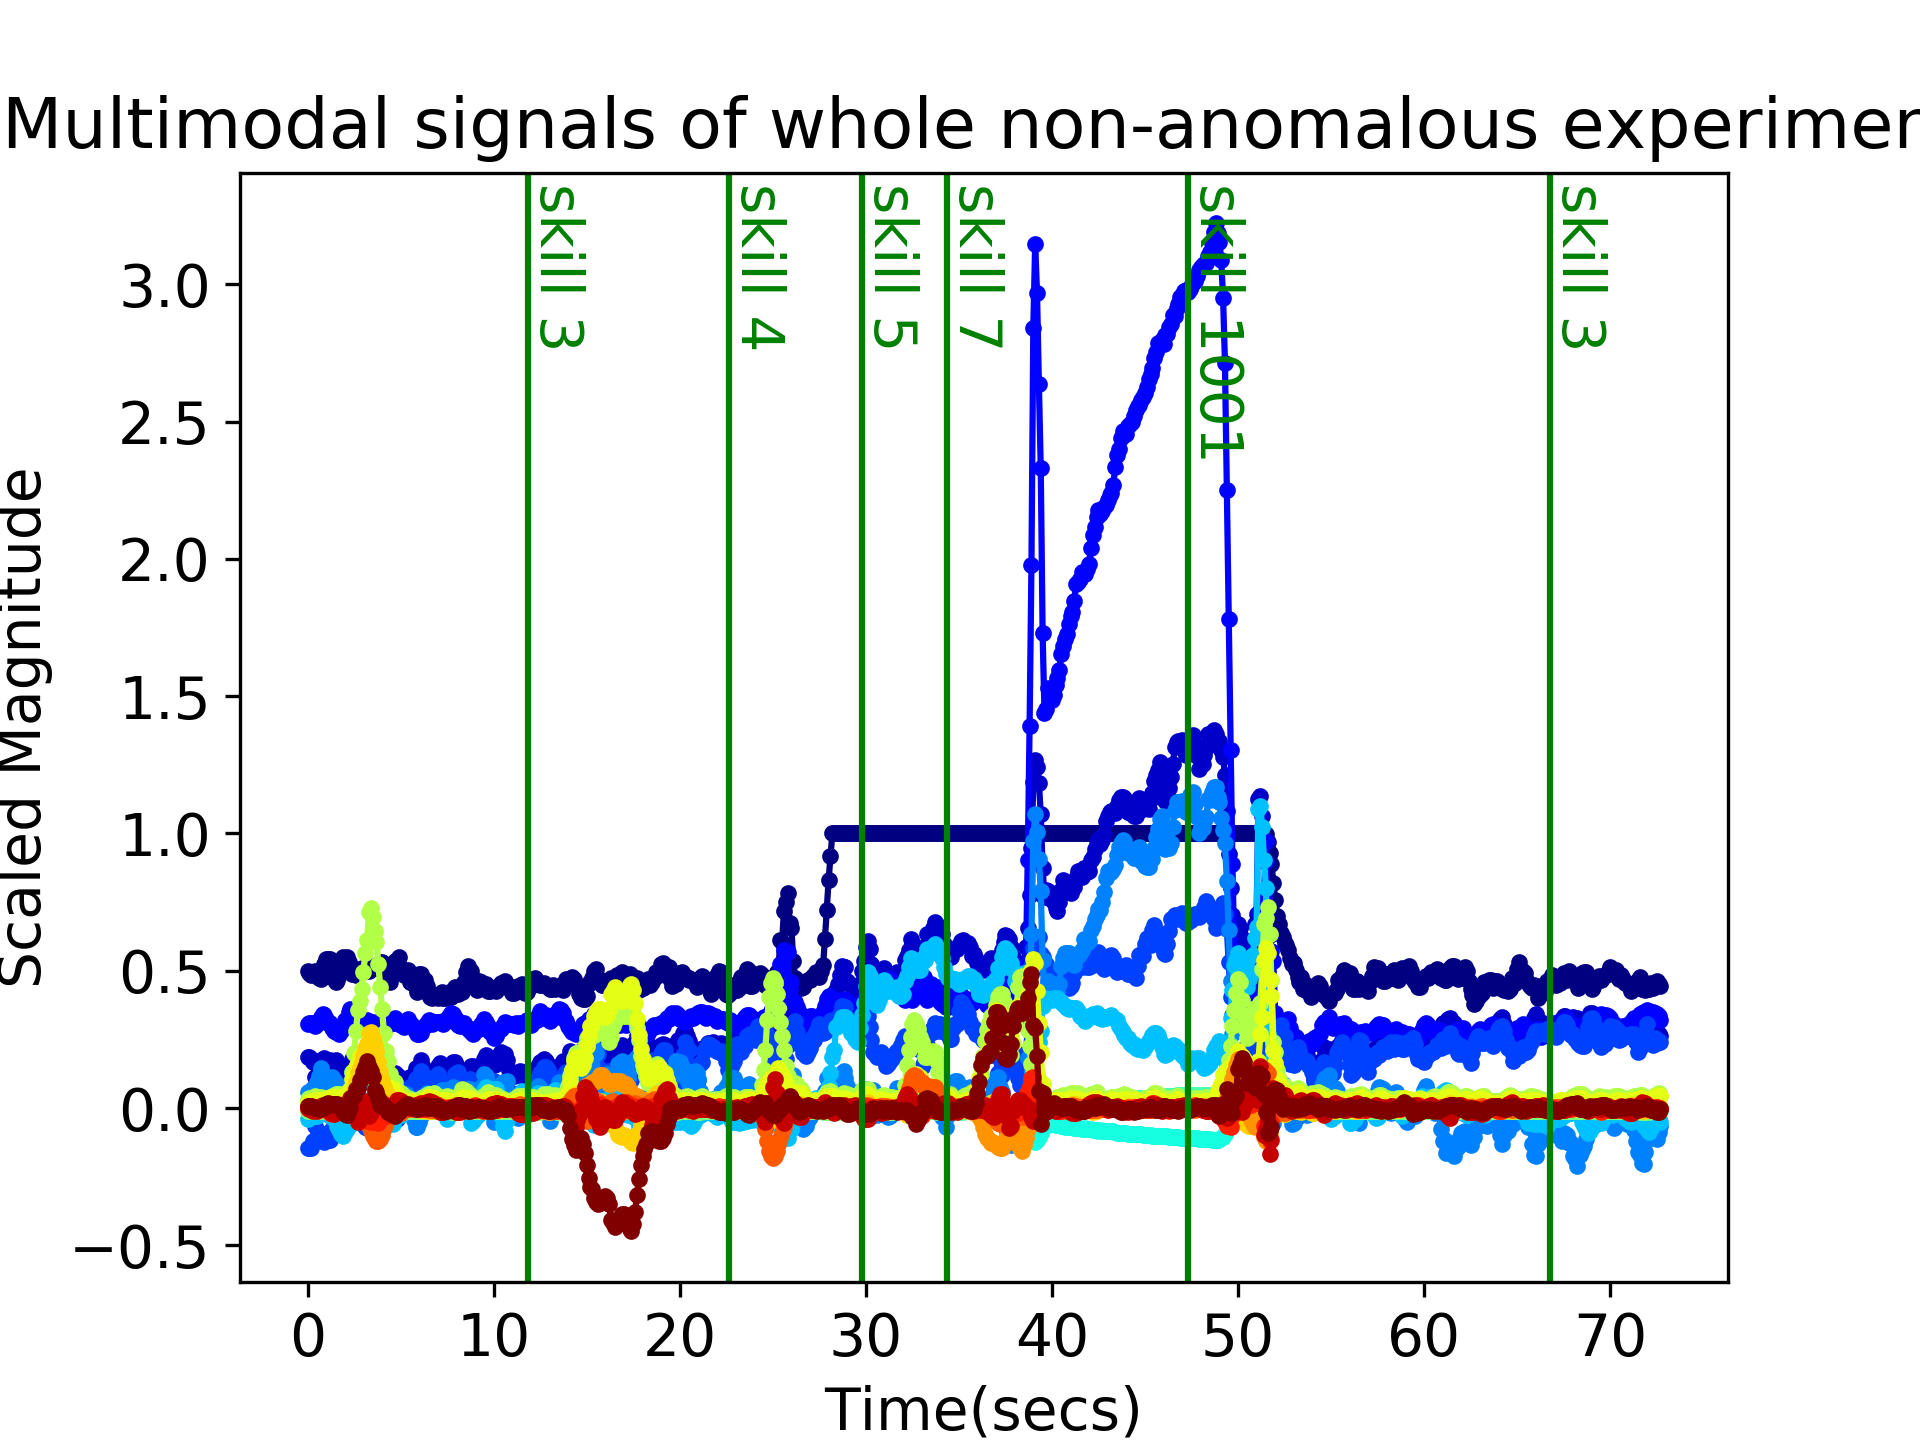 Multimodal signals of whole non-anomalous experimen
skill 3
skill 4
skill 5
skill 7
skill 1001
skill 3
3.0
2.5
2.0
1.5
1.0
0.5
0.0
−0.5
Scaled Magnitude
0 10 20 30 40 50 60 70
Time(secs)